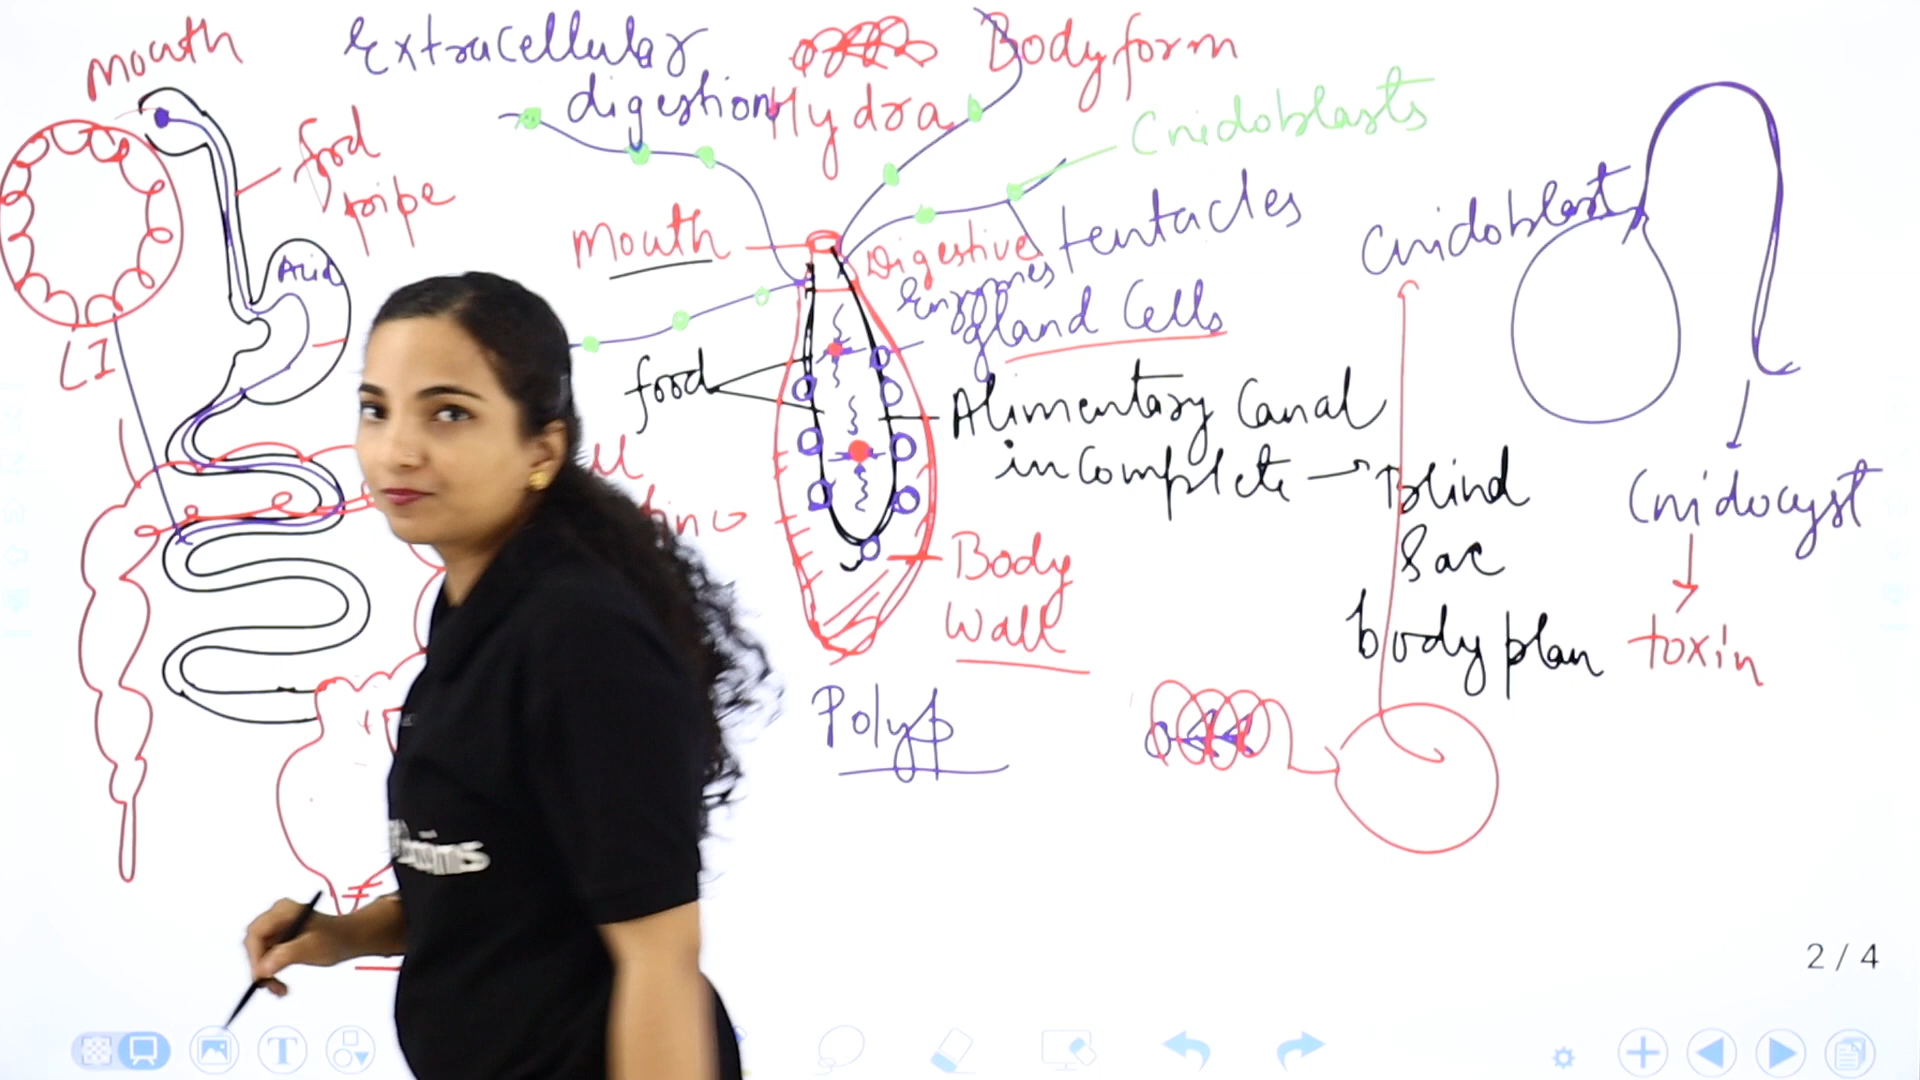 Mouth
Extracellular
digestion
Body form
Hydra
Cnidoblasts
food
pipe
Mouth
Digestive
Enzymes
tentacles
gland Cells
Cnidoblast
Acid
LI
food
Alimentary Canal
incomplete → Blind
Sac
body plan
Cnidocyst
toxin
Body
Wall
Polyp
2 / 4
T